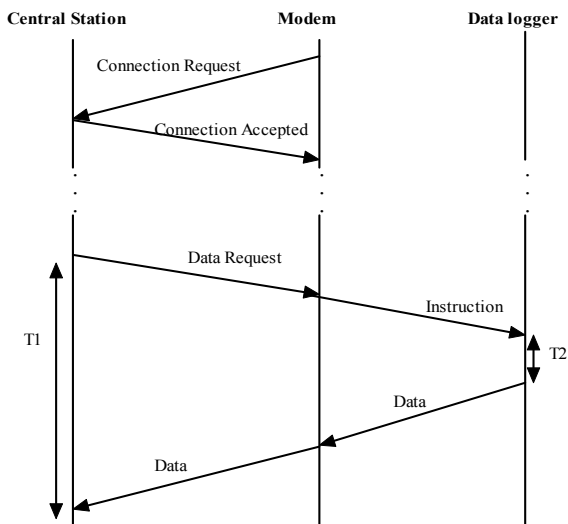 Central Station Modem Data logger
Connection Request
Connection Accepted
Data Request
Instruction
T1
T2
Data
Data